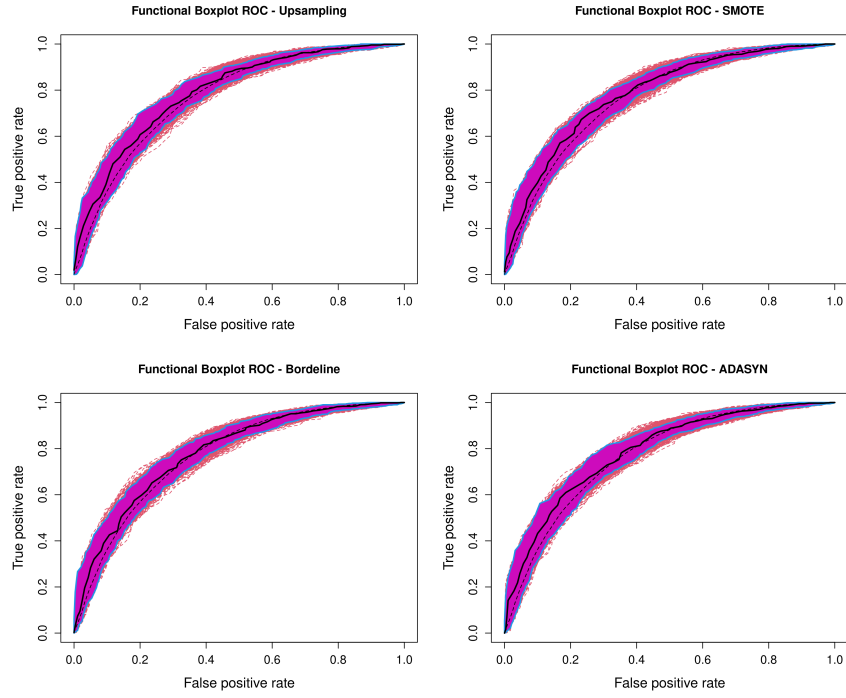 Functional Boxplot ROC - Upsampling
True positive rate
1.0
0.8
0.6
0.4
0.2
0.0
0.0 0.2 0.4 0.6 0.8 1.0
False positive rate
Functional Boxplot ROC - SMOTE
True positive rate
1.0
0.8
0.6
0.4
0.2
0.0
0.0 0.2 0.4 0.6 0.8 1.0
False positive rate
Functional Boxplot ROC - Bordeline
True positive rate
1.0
0.8
0.6
0.4
0.2
0.0
0.0 0.2 0.4 0.6 0.8 1.0
False positive rate
Functional Boxplot ROC - ADASYN
True positive rate
1.0
0.8
0.6
0.4
0.2
0.0
0.0 0.2 0.4 0.6 0.8 1.0
False positive rate